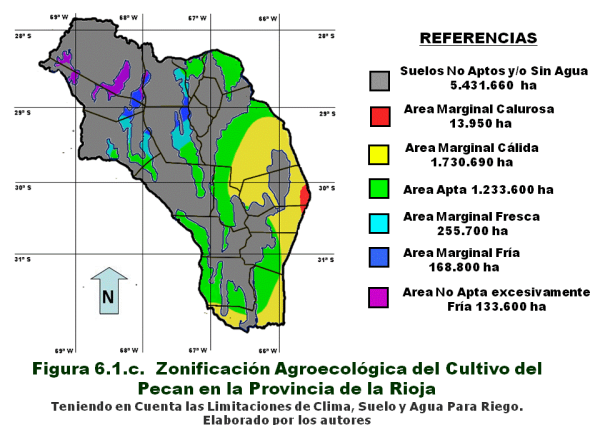 69° W
68° W
67° W
66° W
REFERENCIAS
28° S
28° S
Suelos No Aptos y/o Sin Agua
5.431.660 ha
29° S
29° S
Area Marginal Calurosa
13.950 ha
Area Marginal Cálida
1.730.690 ha
30° S
30° S
Area Apta 1.233.600 ha
Area Marginal Fresca
255.700 ha
31° S
31° S
Area Marginal Fría
168.800 ha
N
Area No Apta excesivamente
Fría 133.600 ha
69° W
68° W
67° W
66° W
Figura 6.1.c. Zonificación Agroecológica del Cultivo del
Pecan en la Provincia de la Rioja
Teniendo en Cuenta las Limitaciones de Clima, Suelo y Agua Para Riego.
Elaborado por los autores